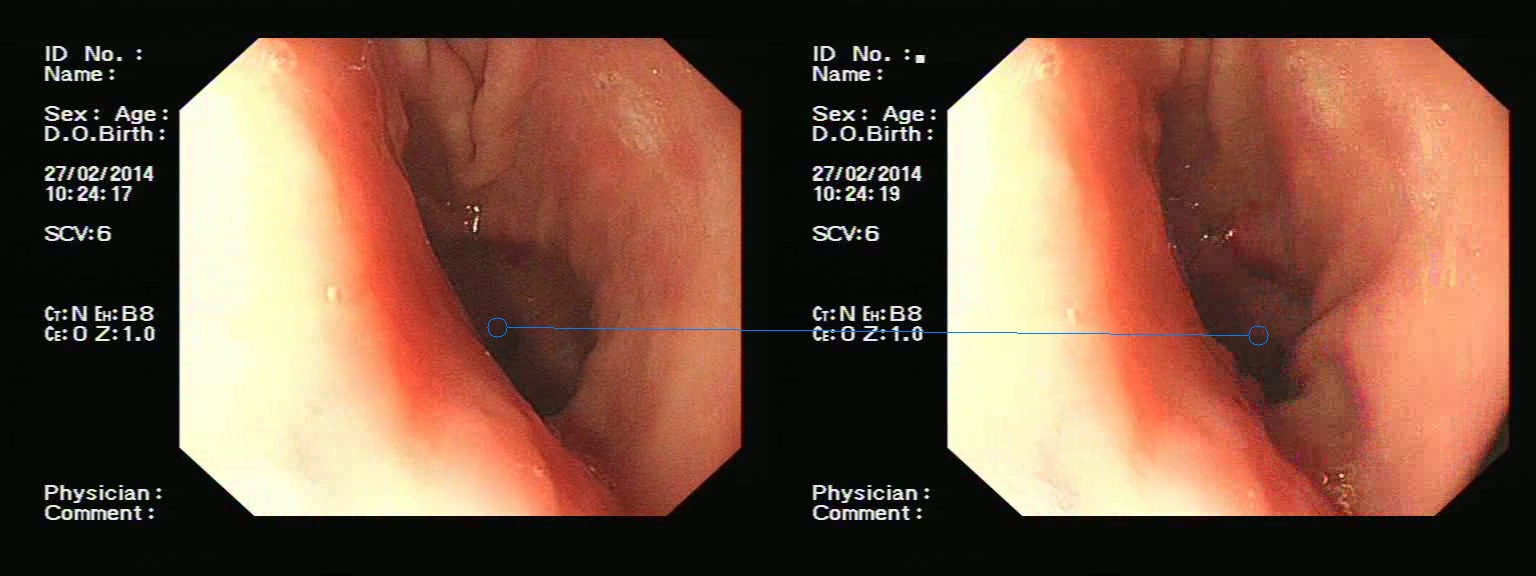 ID No. :
Name:
Sex: Age:
D.O.Birth:
27/02/2014
10:24:17
SCV:6
CT:N EH:B8
CE:0 Z:1.0
Physician:
Comment:
ID No. :
Name:
Sex: Age:
D.O.Birth:
27/02/2014
10:24:19
SCV:6
CT:N EH:B8
CE:0 Z:1.0
Physician:
Comment: